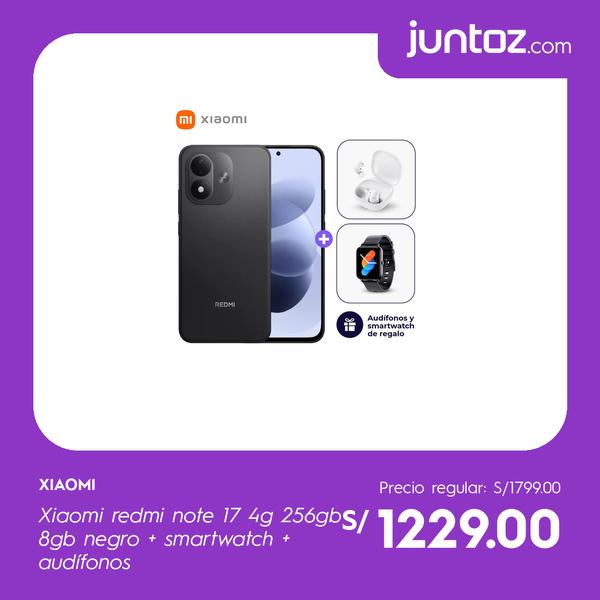 juntoz.com
mi xiaomi
REDMI
Audífonos y
smartwatch
de regalo
XIAOMI
Precio regular: S/1799.00
Xiaomi redmi note 17 4g 256gb
8gb negro + smartwatch +
audífonos
S/ 1229.00